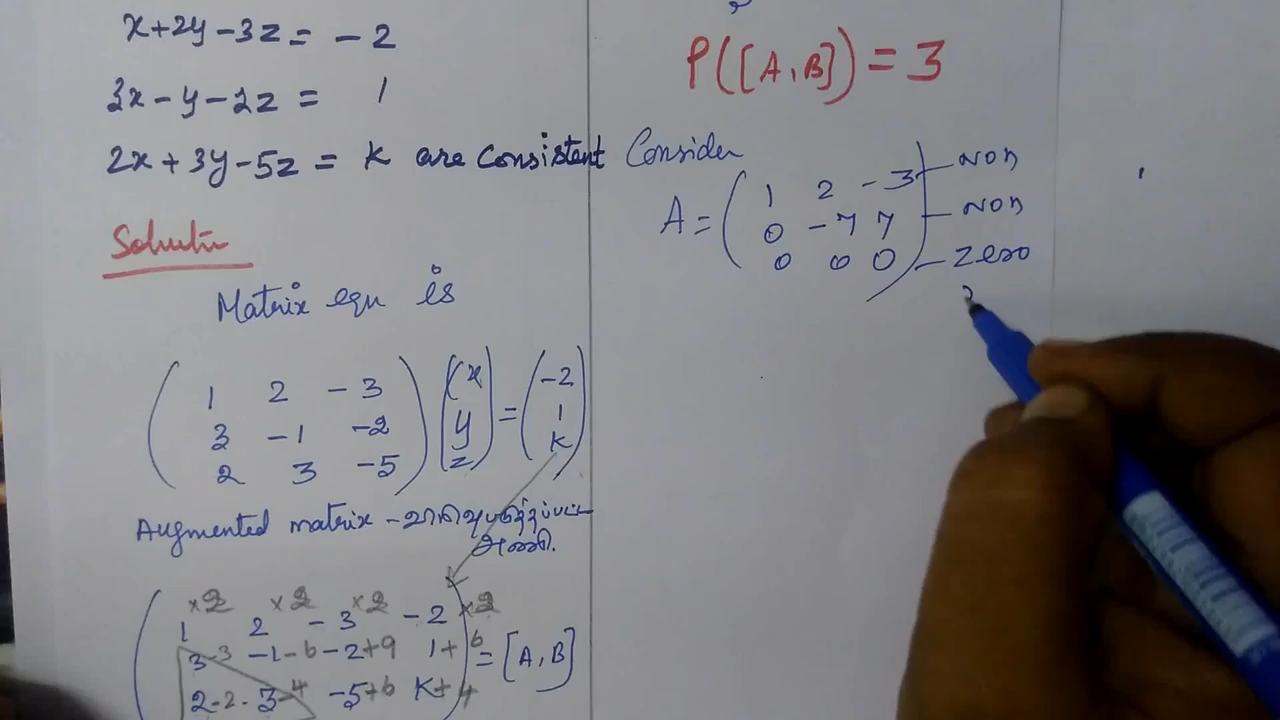 x+2y-3z = -2
3x-y-2z = 1
2x+3y-5z = k are consistent
Solutn
Matrix equ is
( 1 2 -3 ) ( x ) = ( -2 )
( 3 -1 -2 ) ( y ) ( 1 )
( 2 3 -5 ) ( z ) ( k )
Augmented matrix -
அணி.
1 ×2 2 ×2 -3 ×2 -2 ×2
3-3 -1-6 -2+9 1+6 = [A,B]
2-2 3-4 -5+6 k+4
ρ([A,B]) = 3
Consider
A = ( 1 2 -3 ) - non
( 0 -7 7 ) - non
( 0 0 0 ) - zero